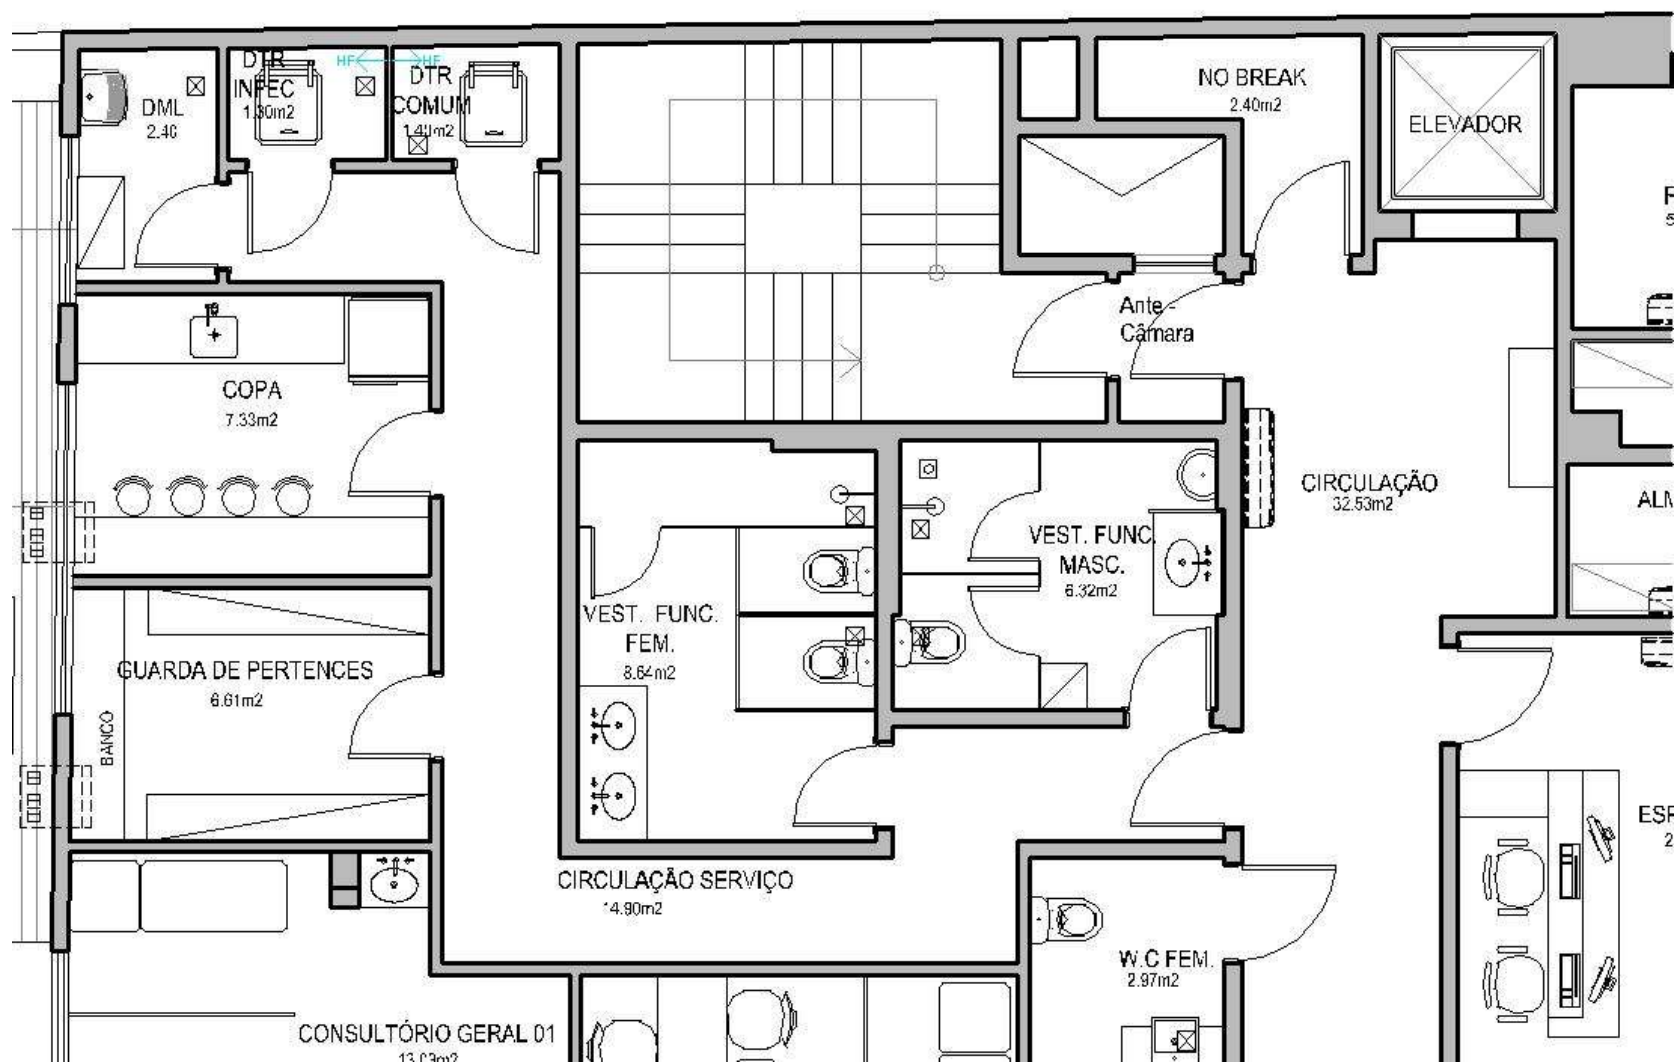 DML
2.40
DTR
INFEC
1.30m2
HF
HF
DTR
COMUM
NO BREAK
2.40m2
ELEVADOR
Ante -
Câmara
COPA
7.33m2
CIRCULAÇÃO
32.53m2
VEST. FUNC.
MASC.
6.32m2
VEST. FUNC.
FEM.
8.64m2
GUARDA DE PERTENCES
6.61m2
BANCO
CIRCULAÇÃO SERVIÇO
14.90m2
W.C FEM.
2.97m2
CONSULTÓRIO GERAL 01